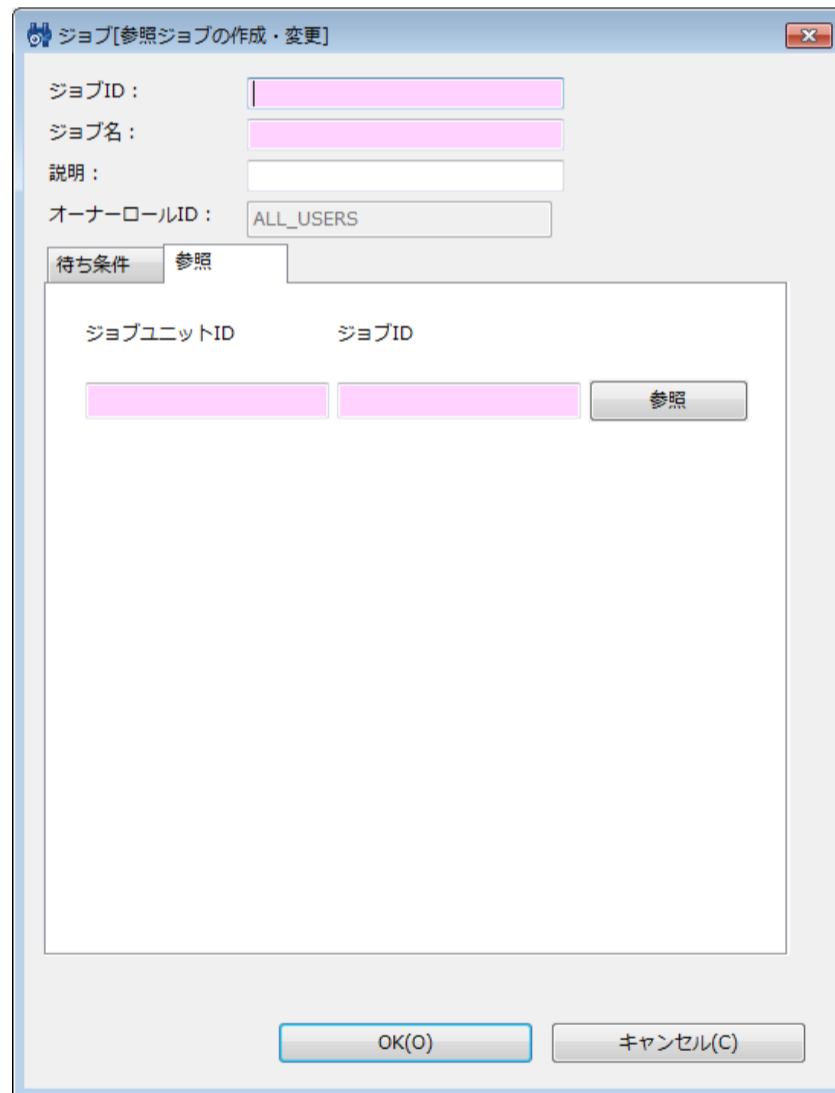 ジョブ[参照ジョブの作成・変更]
ジョブID：
ジョブ名：
説明：
オーナーロールID： ALL_USERS
待ち条件 参照
ジョブユニットID ジョブID
参照
OK(O) キャンセル(C)